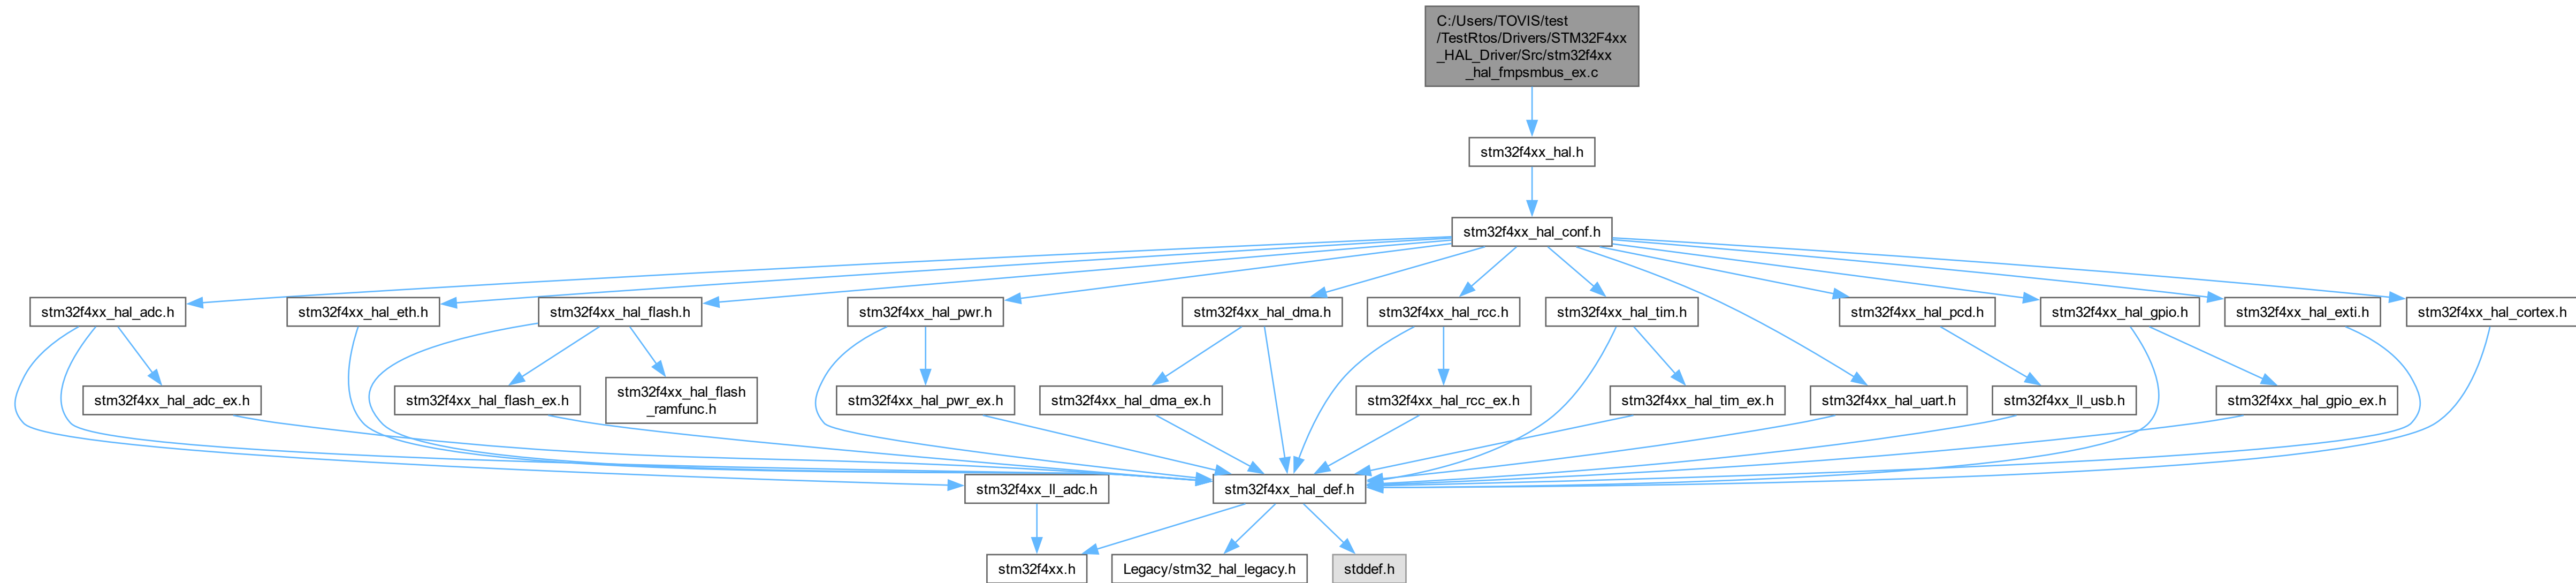 C:/Users/TOVIS/test
/TestRtos/Drivers/STM32F4xx
_HAL_Driver/Src/stm32f4xx
_hal_fmpsmbus_ex.c
stm32f4xx_hal.h
stm32f4xx_hal_conf.h
stm32f4xx_hal_adc.h
stm32f4xx_hal_eth.h
stm32f4xx_hal_flash.h
stm32f4xx_hal_pwr.h
stm32f4xx_hal_dma.h
stm32f4xx_hal_rcc.h
stm32f4xx_hal_tim.h
stm32f4xx_hal_pcd.h
stm32f4xx_hal_gpio.h
stm32f4xx_hal_exti.h
stm32f4xx_hal_cortex.h
stm32f4xx_hal_adc_ex.h
stm32f4xx_hal_flash_ex.h
stm32f4xx_hal_flash
_ramfunc.h
stm32f4xx_hal_pwr_ex.h
stm32f4xx_hal_dma_ex.h
stm32f4xx_hal_rcc_ex.h
stm32f4xx_hal_tim_ex.h
stm32f4xx_hal_uart.h
stm32f4xx_ll_usb.h
stm32f4xx_hal_gpio_ex.h
stm32f4xx_ll_adc.h
stm32f4xx_hal_def.h
stm32f4xx.h
Legacy/stm32_hal_legacy.h
stddef.h